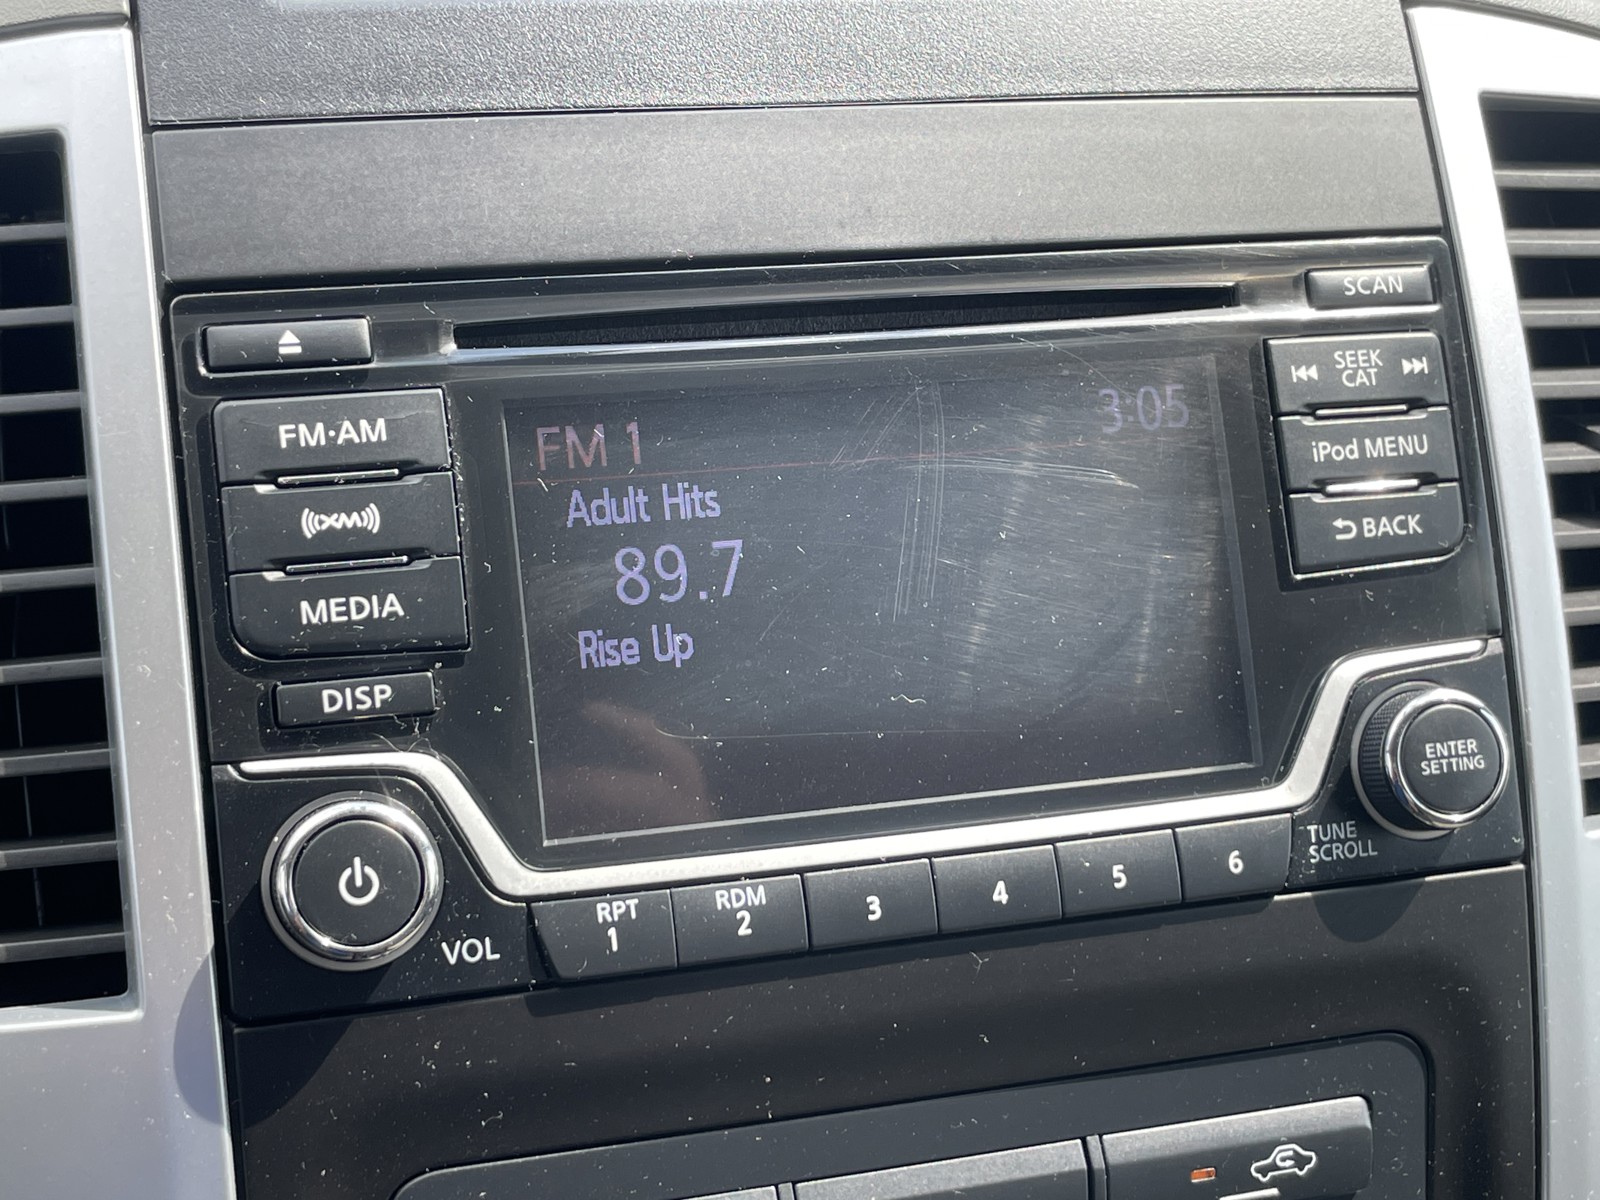 SCAN
SEEK
CAT
FM·AM
iPod MENU
XM
BACK
MEDIA
DISP
FM 1
3:05
Adult Hits
89.7
Rise Up
ENTER
SETTING
TUNE
SCROLL
VOL
RPT
1
RDM
2
3
4
5
6